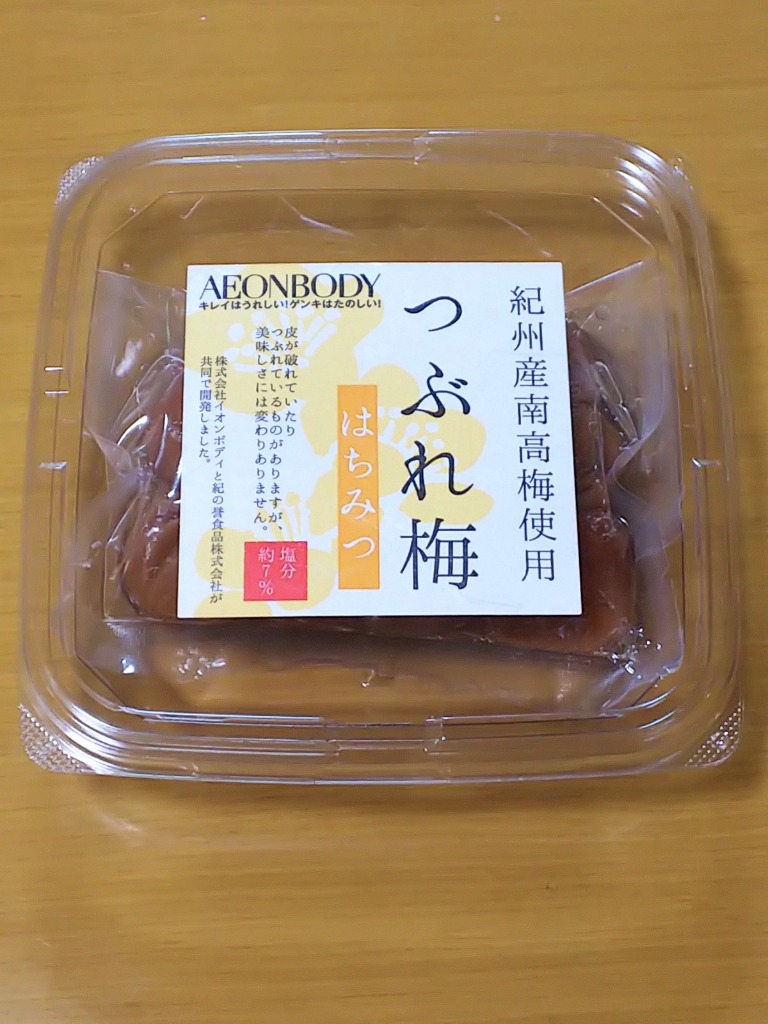 AEONBODY
キレイはうれしい!ゲンキはたのしい!
紀州産南高梅使用
つぶれ梅
はちみつ
皮が破れていたり
つぶれているものがありますが、
美味しさには変わりありません。
塩分
約7%
株式会社イオンボディと紀の誉食品株式会社が
共同で開発しました。